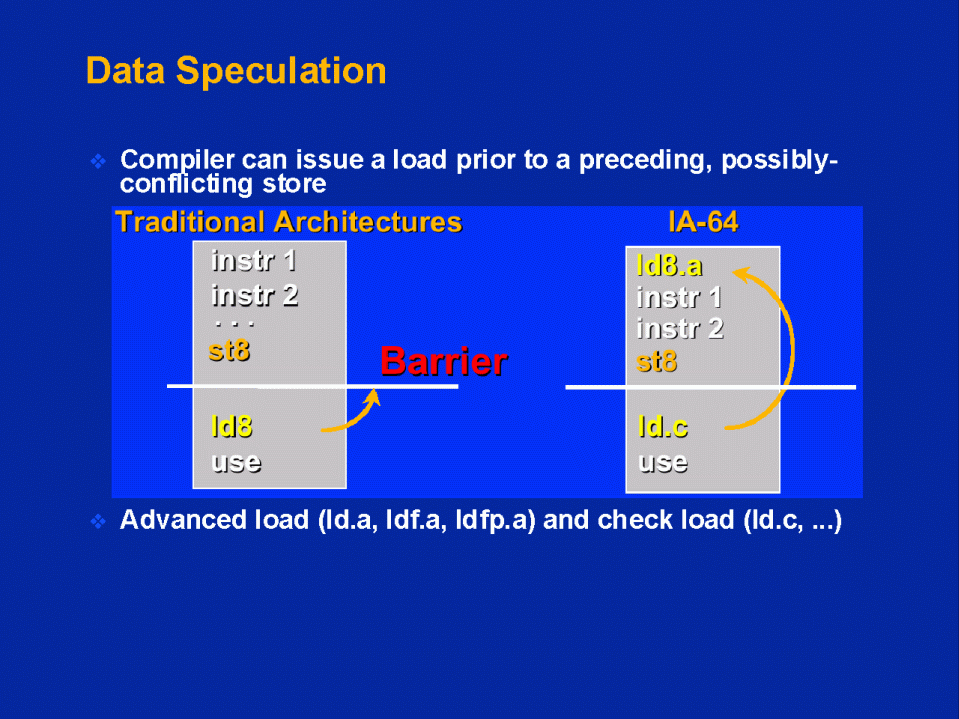 Data Speculation
Compiler can issue a load prior to a preceding, possibly-
conflicting store
Traditional Architectures
instr 1
instr 2
. . .
st8
Barrier
ld8
use
IA-64
ld8.a
instr 1
instr 2
st8
ld.c
use
Advanced load (ld.a, ldf.a, ldfp.a) and check load (ld.c, ...)